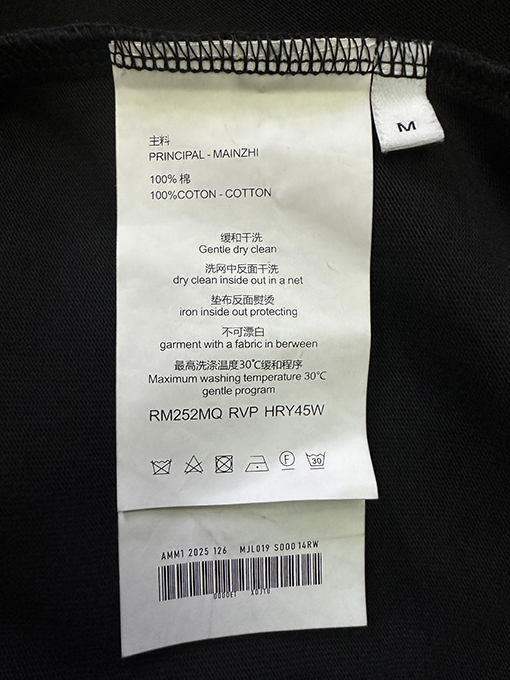 M
主料
PRINCIPAL - MAINZHI
100% 棉
100%COTON - COTTON
缓和干洗
Gentle dry clean
洗网中反面干洗
dry clean inside out in a net
垫布反面熨烫
iron inside out protecting
不可漂白
garment with a fabric in berween
最高洗涤温度30℃缓和程序
Maximum washing temperature 30℃
gentle program
RM252MQ RVP HRY45W
F 30
AMM1 2025 126 MJL019 S000 14RW